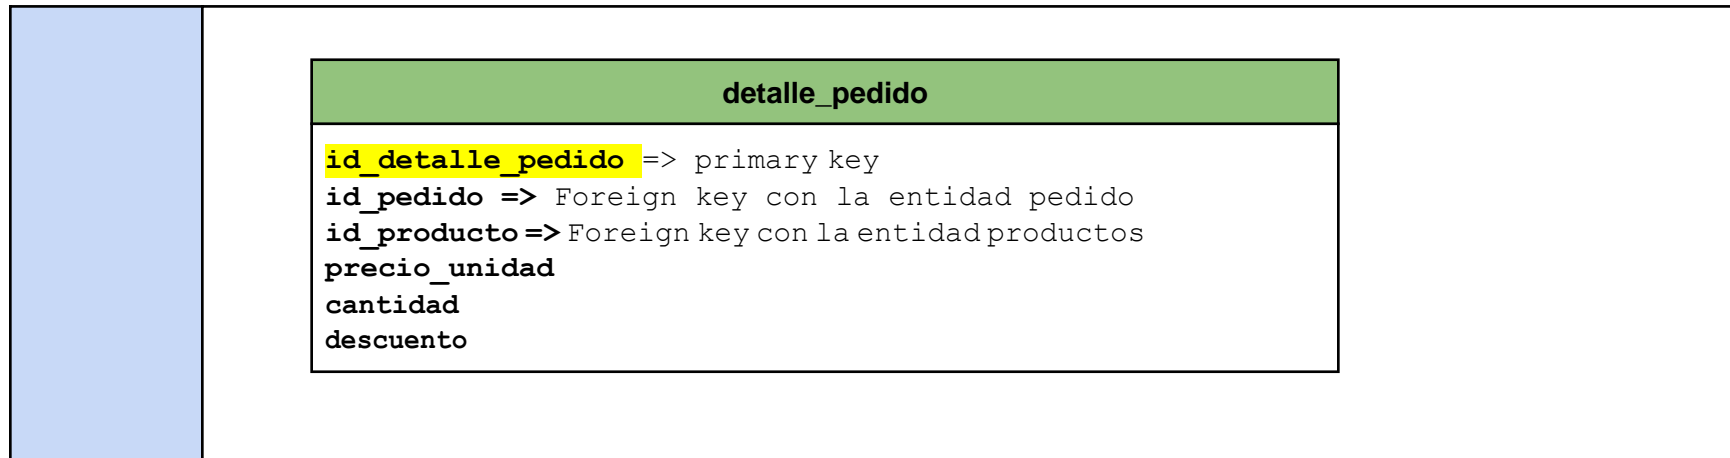 detalle_pedido
id_detalle_pedido => primary key
id_pedido => Foreign key con la entidad pedido
id_producto => Foreign key con la entidad productos
precio_unidad
cantidad
descuento